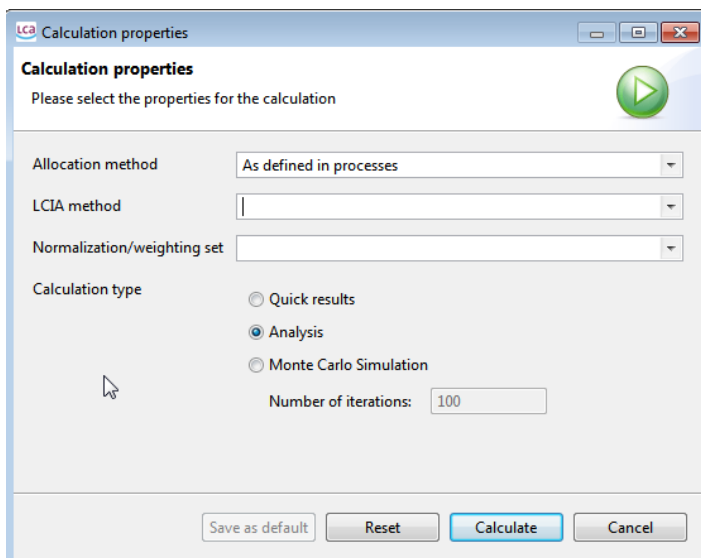 LCa Calculation properties
Calculation properties
Please select the properties for the calculation
Allocation method As defined in processes
LCIA method
Normalization/weighting set
Calculation type
Quick results
Analysis
Monte Carlo Simulation
Number of iterations: 100
Save as default Reset Calculate Cancel